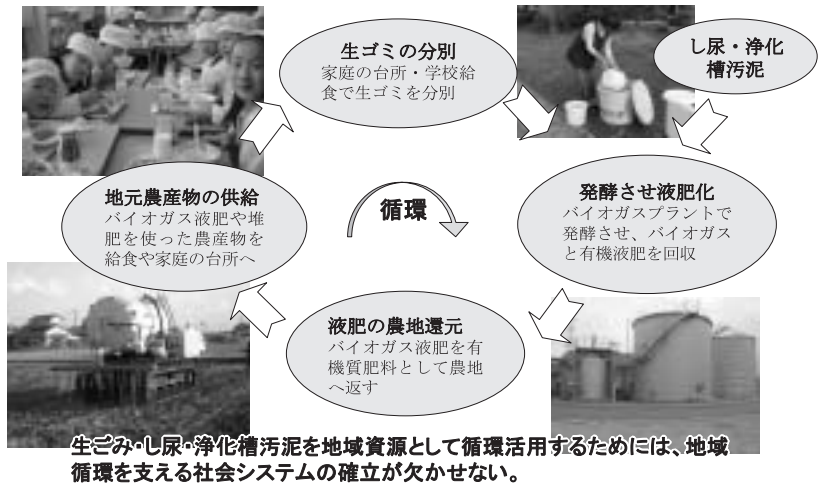 生ゴミの分別
家庭の台所・学校給
食で生ゴミを分別
し尿・浄化
槽汚泥
発酵させ液肥化
バイオガスプラントで
発酵させ、バイオガス
と有機液肥を回収
液肥の農地還元
バイオガス液肥を有
機質肥料として農地
へ返す
地元農産物の供給
バイオガス液肥や堆
肥を使った農産物を
給食や家庭の台所へ
循環
生ごみ・し尿・浄化槽汚泥を地域資源として循環活用するためには、地域
循環を支える社会システムの確立が欠かせない。